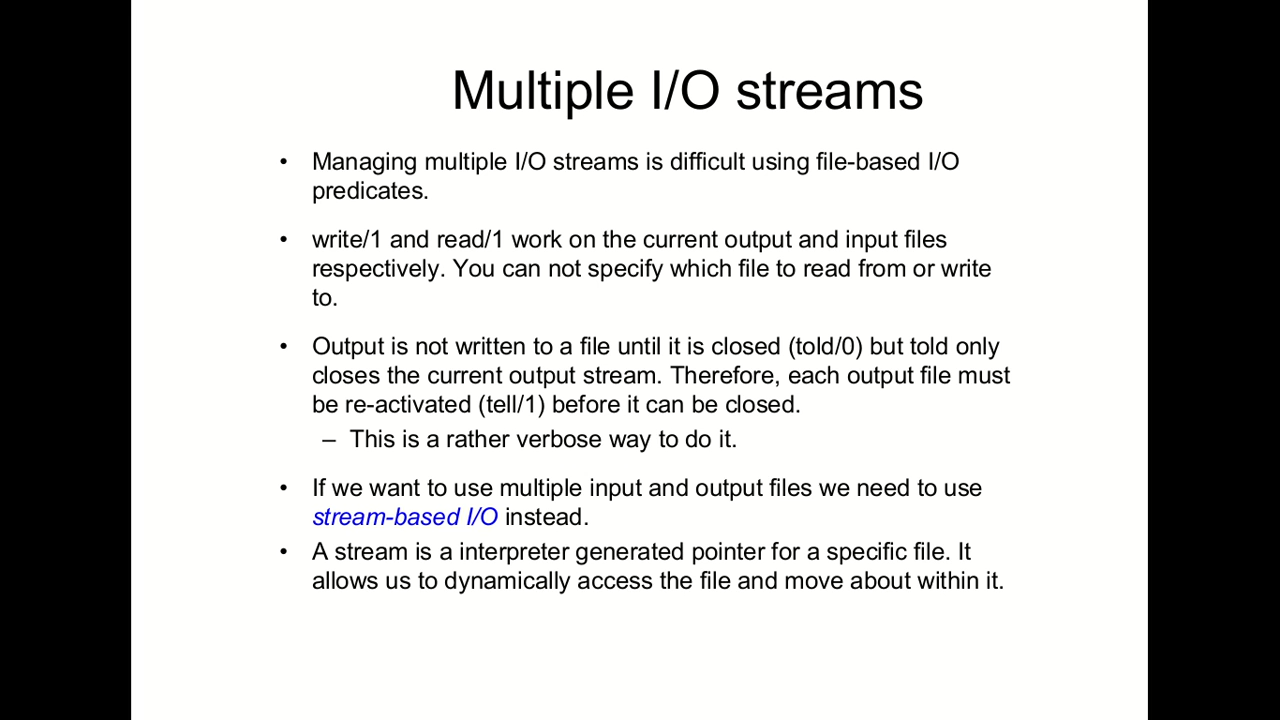 Multiple I/O streams
• Managing multiple I/O streams is difficult using file-based I/O
predicates.
• write/1 and read/1 work on the current output and input files
respectively. You can not specify which file to read from or write
to.
• Output is not written to a file until it is closed (told/0) but told only
closes the current output stream. Therefore, each output file must
be re-activated (tell/1) before it can be closed.
– This is a rather verbose way to do it.
• If we want to use multiple input and output files we need to use
stream-based I/O instead.
• A stream is a interpreter generated pointer for a specific file. It
allows us to dynamically access the file and move about within it.